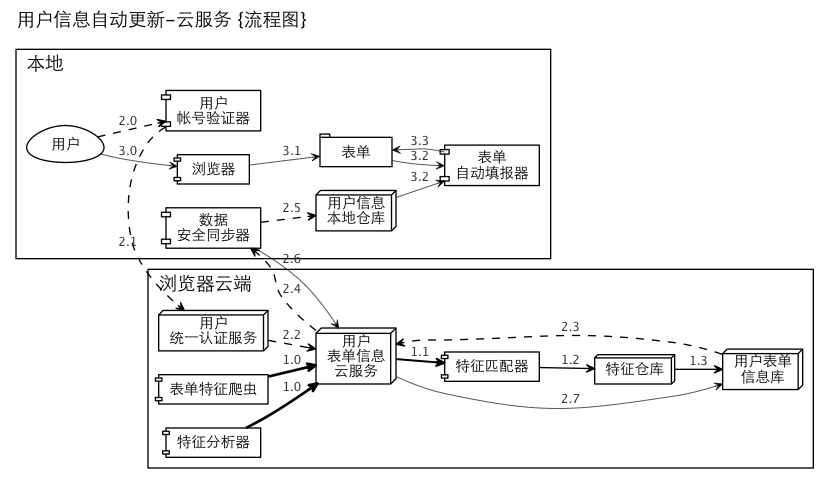 用户信息自动更新-云服务 {流程图}
本地
用户
2.0
3.0
用户
帐号验证器
浏览器
3.1
表单
3.3
3.2
表单
自动填报器
数据
安全同步器
2.5
用户信息
本地仓库
3.2
2.1
2.6
2.4
浏览器云端
用户
统一认证服务
2.2
1.0
1.0
表单特征爬虫
特征分析器
用户
表单信息
云服务
1.1
特征匹配器
1.2
特征仓库
1.3
2.3
2.7
用户表单
信息库